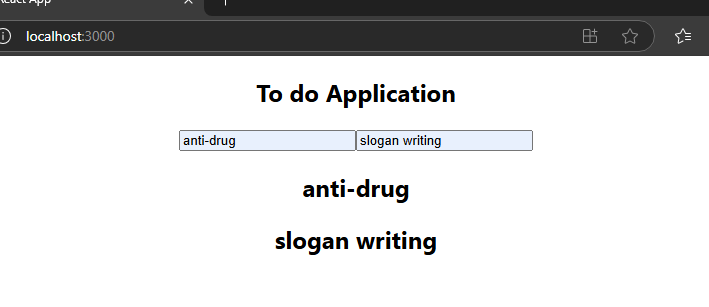 React App
localhost:3000
To do Application
anti-drug slogan writing
anti-drug
slogan writing